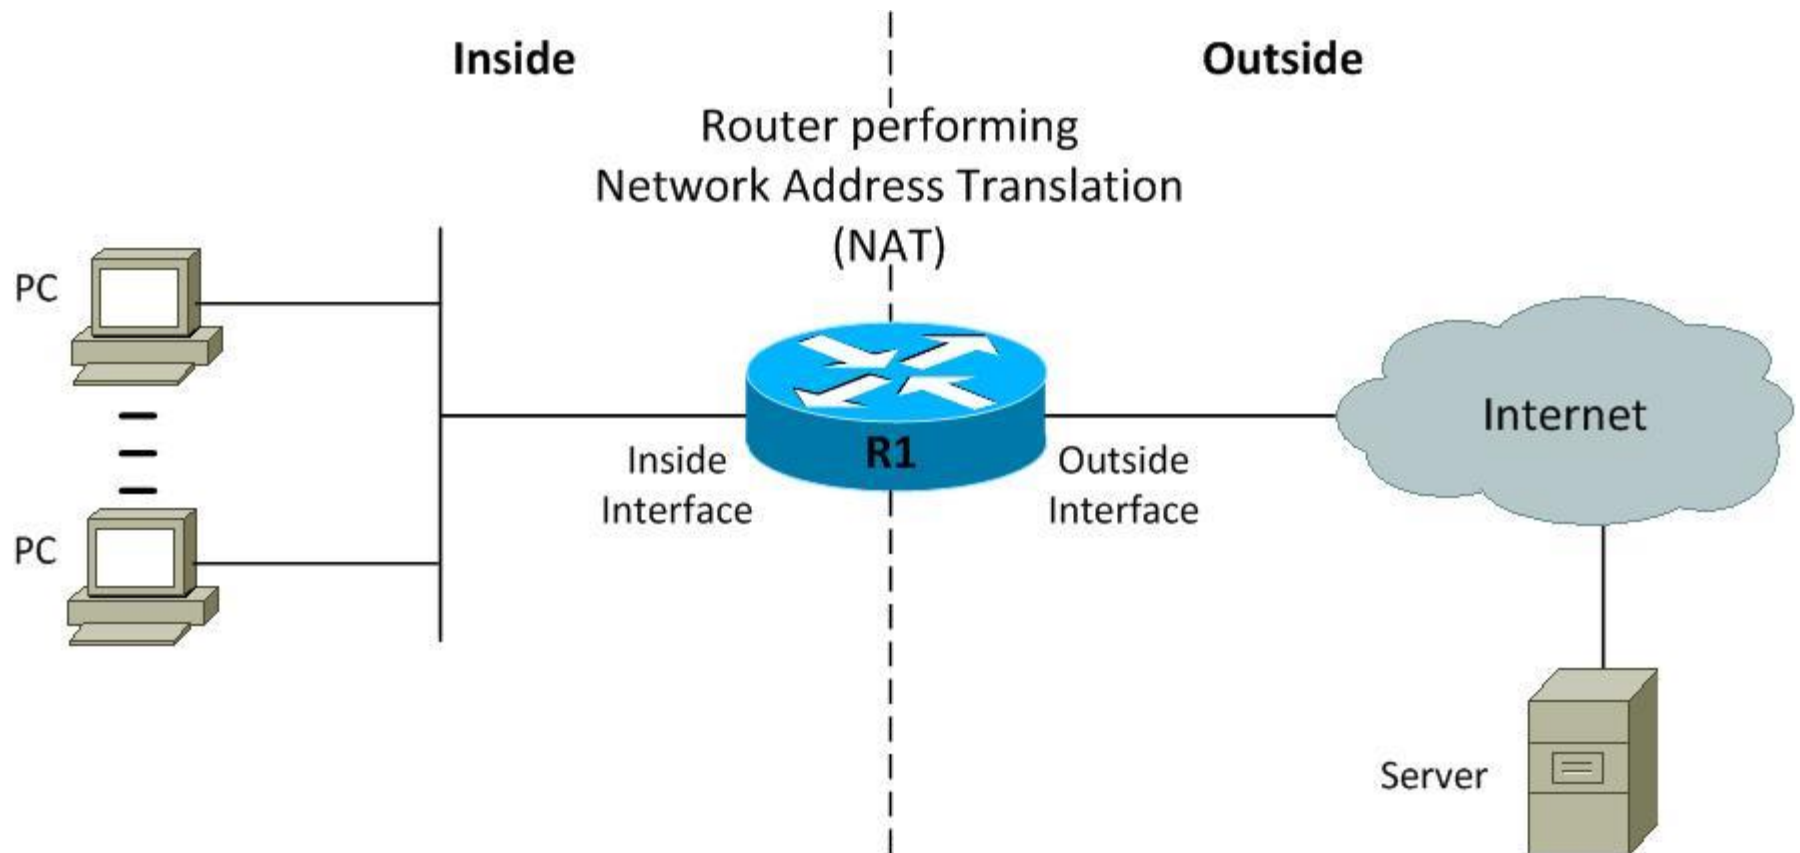 Inside
Outside
Router performing
Network Address Translation
(NAT)
PC
PC
Inside
Interface
R1
Outside
Interface
Internet
Server